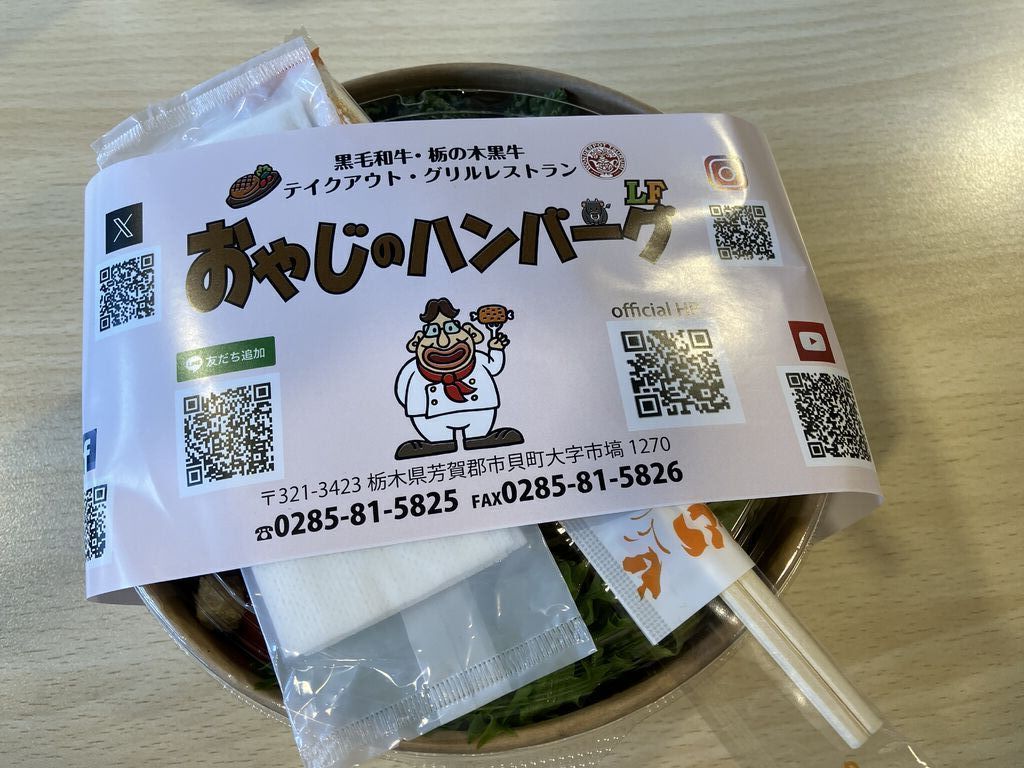 黒毛和牛・栃の木黒牛
テイクアウト・グリルレストラン
LF
おやじのハンバーグ
X
LINE 友だち追加
official HP
f
〒321-3423 栃木県芳賀郡市貝町大字市塙 1270
☎0285-81-5825 FAX0285-81-5826